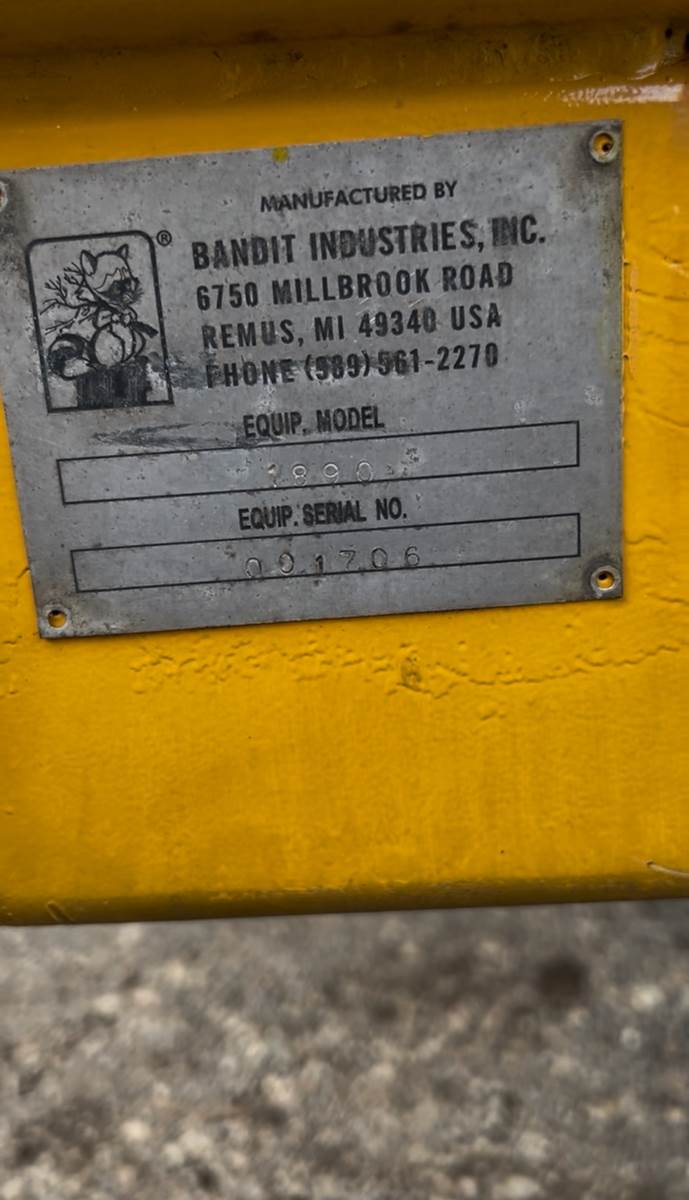 MANUFACTURED BY
®
BANDIT INDUSTRIES, INC.
6750 MILLBROOK ROAD
REMUS, MI 49340 USA
PHONE (989) 561-2270
EQUIP. MODEL
1890
EQUIP. SERIAL NO.
001706